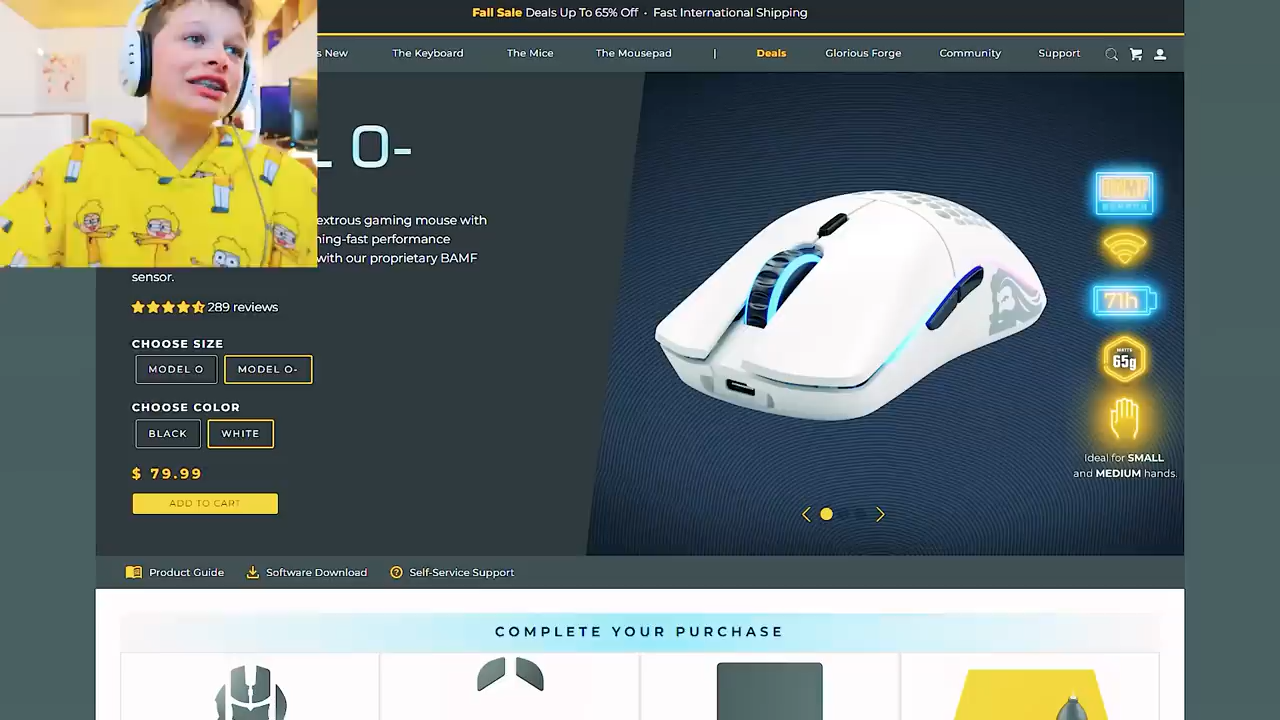 Fall Sale Deals Up To 65% Off · Fast International Shipping
s New The Keyboard The Mice The Mousepad | Deals Glorious Forge Community Support
O-
extrous gaming mouse with
ning-fast performance
with our proprietary BAMF
sensor.
289 reviews
CHOOSE SIZE
MODEL O MODEL O-
CHOOSE COLOR
BLACK WHITE
$ 79.99
ADD TO CART
71h
MATTE
65g
Ideal for SMALL
and MEDIUM hands.
Product Guide Software Download Self-Service Support
COMPLETE YOUR PURCHASE